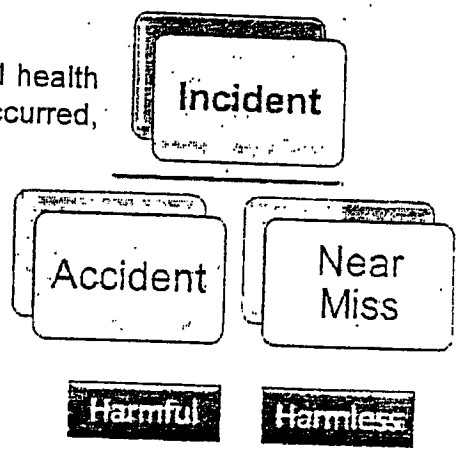 health
ccurred,
Incident
Accident
Near
Miss
Harmful
Harmless